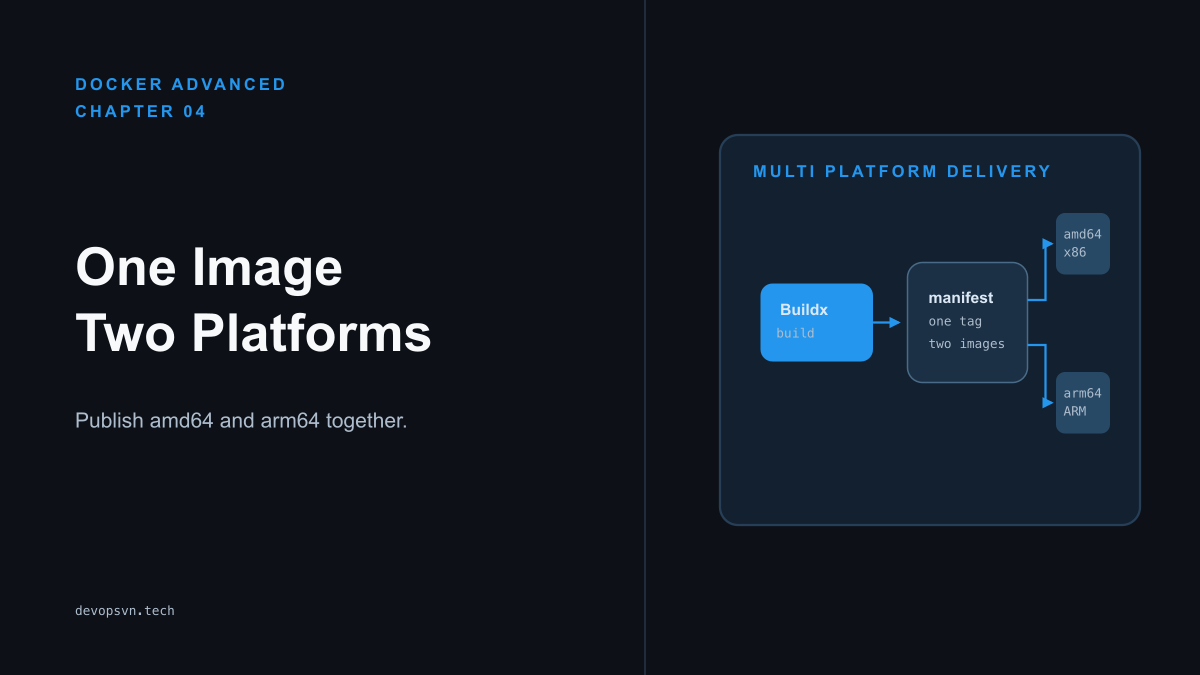 DOCKER ADVANCED
CHAPTER 04
One Image
Two Platforms
Publish amd64 and arm64 together.
devopsvn.tech
MULTI PLATFORM DELIVERY
Buildx
build
manifest
one tag
two images
amd64
x86
arm64
ARM